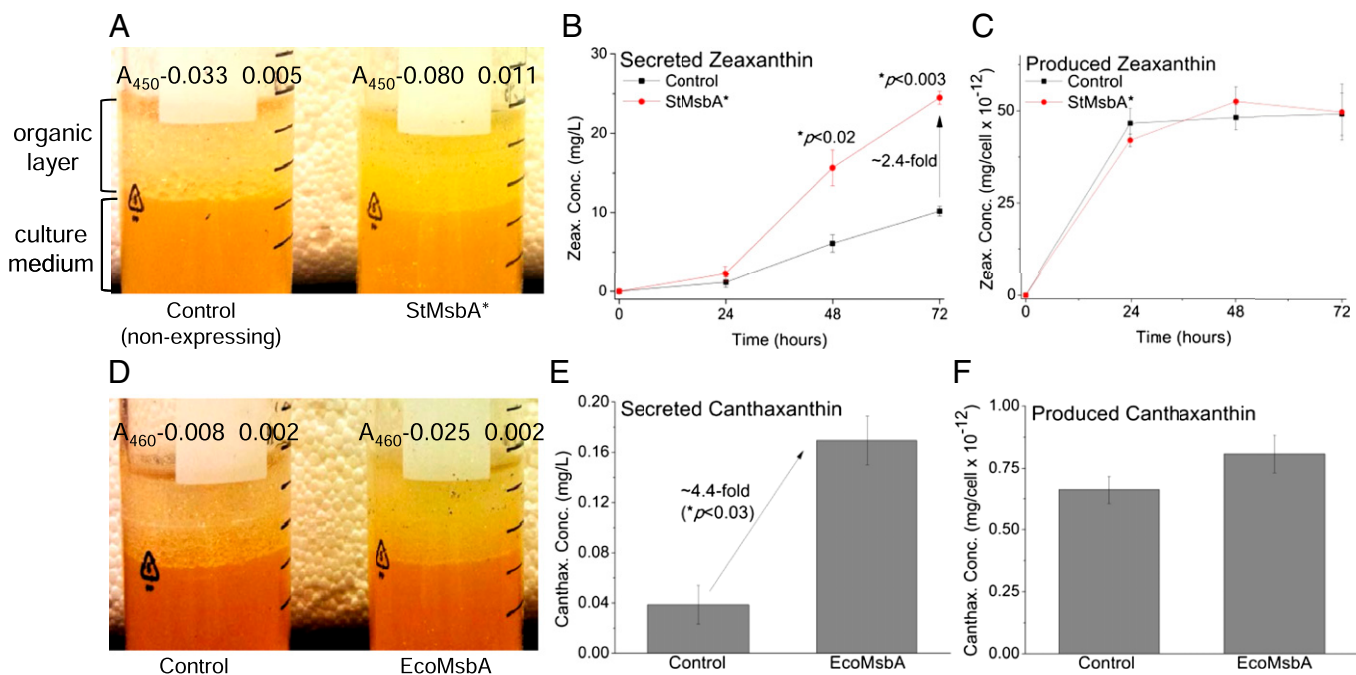 A
A450-0.033 0.005
A450-0.080 0.011
organic
layer
culture
medium
Control
(non-expressing)
StMsbA*
B
Secreted Zeaxanthin
Control
StMsbA*
*p<0.003
*p<0.02
~2.4-fold
Zeax. Conc. (mg/L)
30
20
10
0
0 24 48 72
Time (hours)
C
Produced Zeaxanthin
Control
StMsbA*
Zeax. Conc. (mg/cell x 10-12)
50
25
0
0 24 48 72
Time (hours)
D
A460-0.008 0.002
A460-0.025 0.002
Control
EcoMsbA
E
Secreted Canthaxanthin
Canthax. Conc. (mg/L)
0.20
0.16
0.12
0.08
0.04
0.00
~4.4-fold
(*p<0.03)
Control
EcoMsbA
F
Produced Canthaxanthin
Canthax. Conc. (mg/cell x 10-12)
1.00
0.75
0.50
0.25
0.00
Control
EcoMsbA